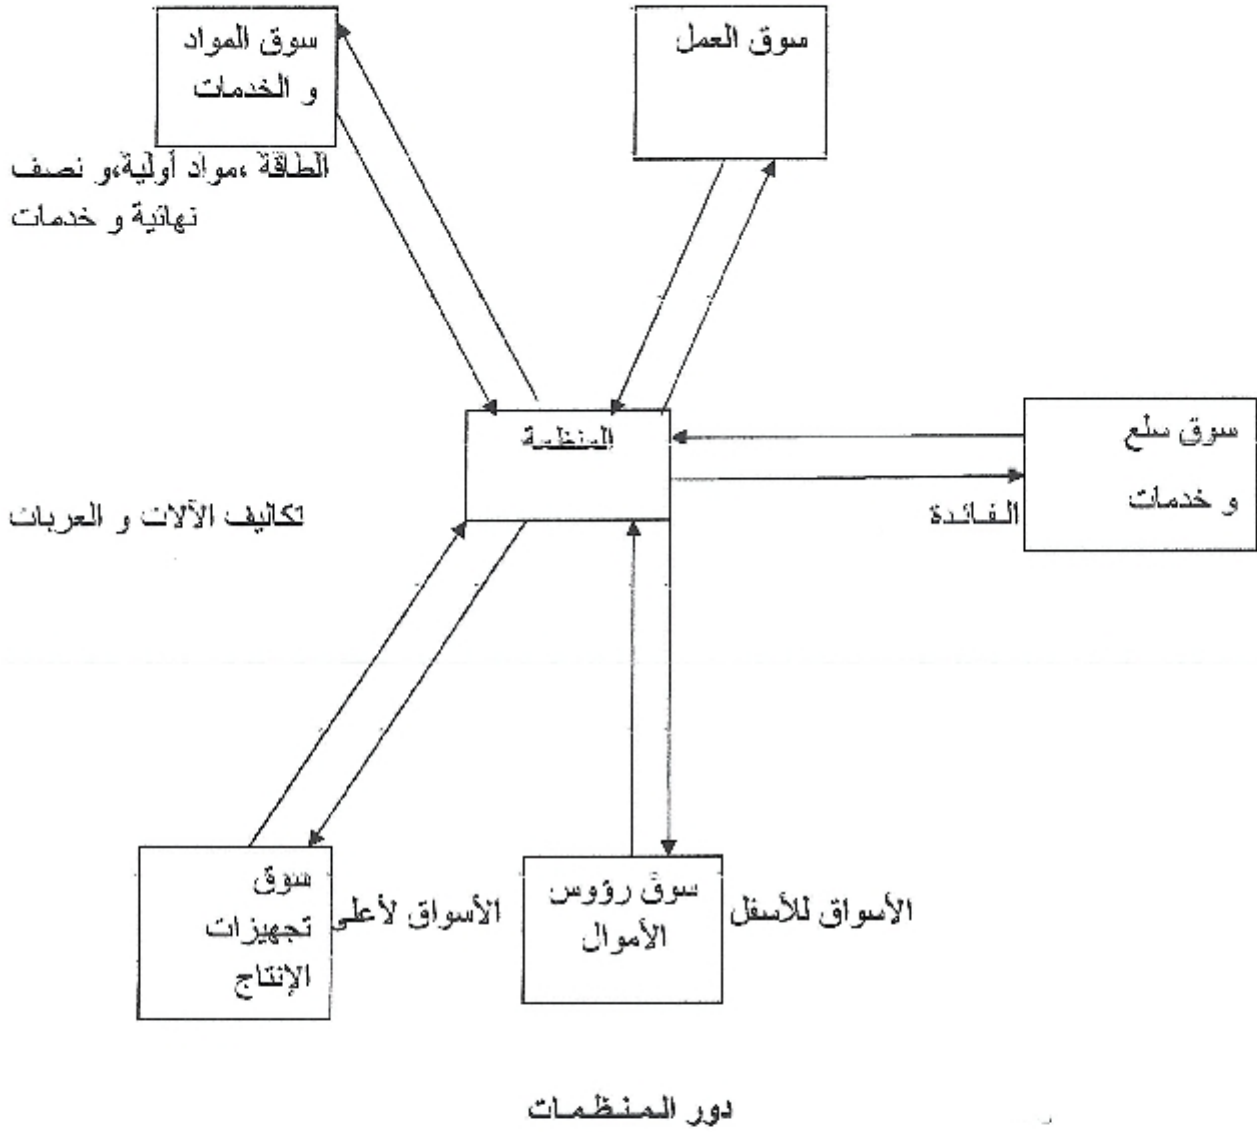 سوق المواد
و الخدمات
سوق العمل
الطاقة ،مواد أولية،و نصف
نهائية و خدمات
المنظمة
سوق سلع
و خدمات
تكاليف الآلات و العربات
الفائدة
سوق
تجهيزات
الإنتاج
الأسواق لأعلى
سوق رؤوس
الأموال
الأسواق للأسفل
دور المنظمات